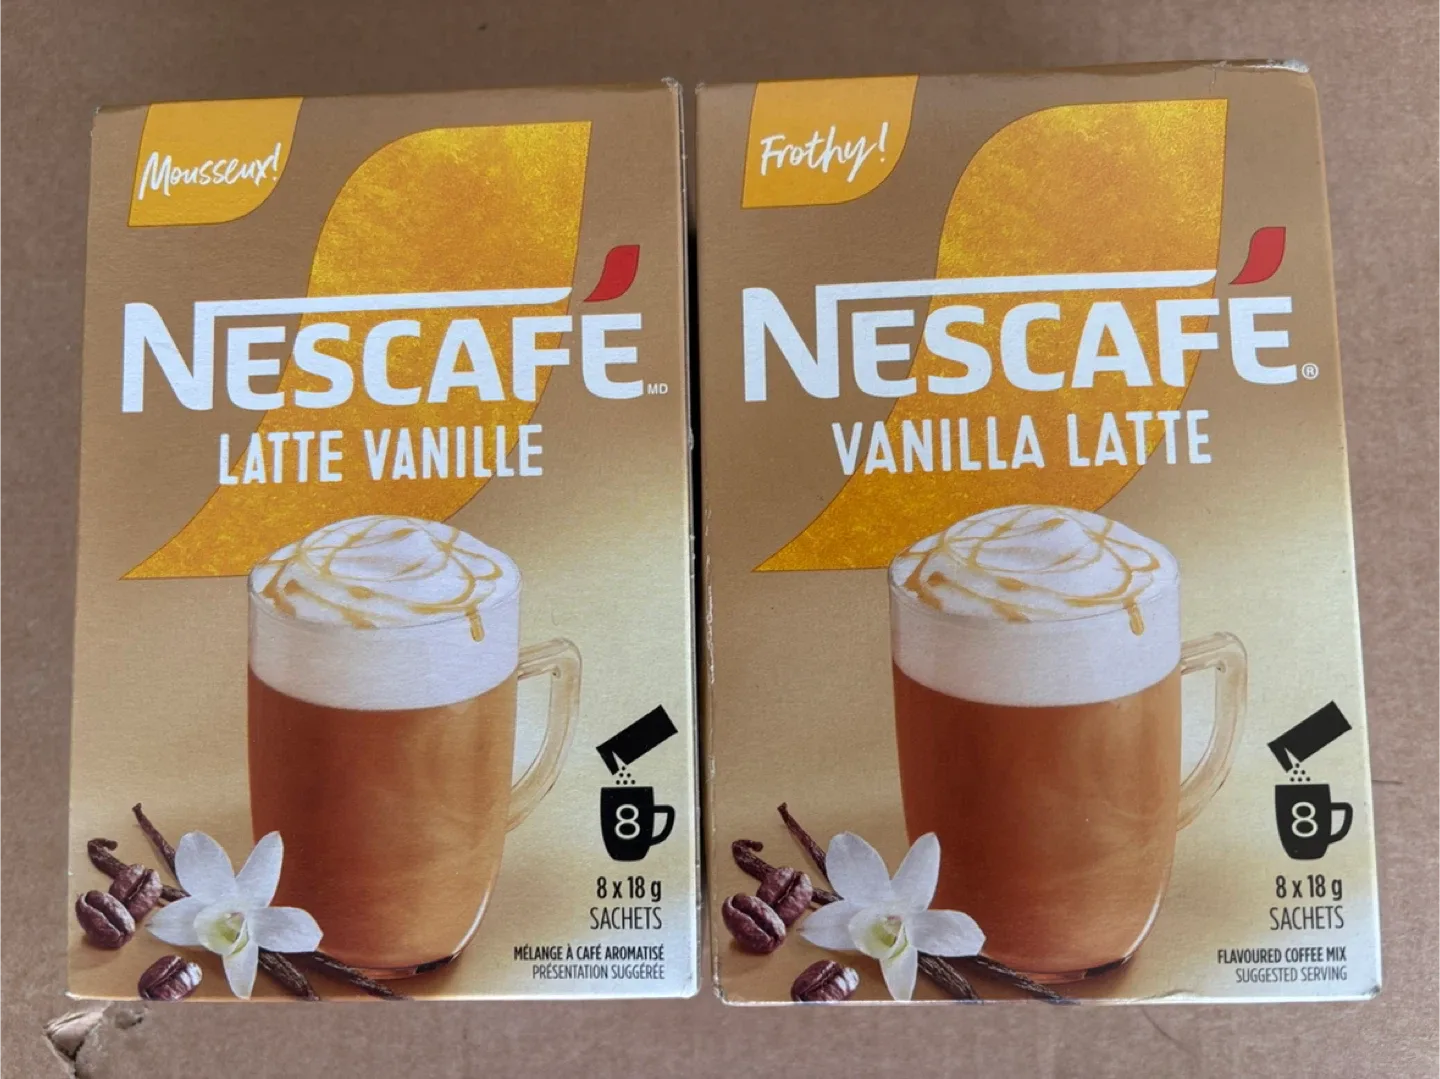 Mousseux!
NESCAFÉ MD
LATTE VANILLE
8
8 x 18 g
SACHETS
MÉLANGE À CAFÉ AROMATISÉ
PRÉSENTATION SUGGÉRÉE
Frothy!
NESCAFÉ®
VANILLA LATTE
8
8 x 18 g
SACHETS
FLAVOURED COFFEE MIX
SUGGESTED SERVING